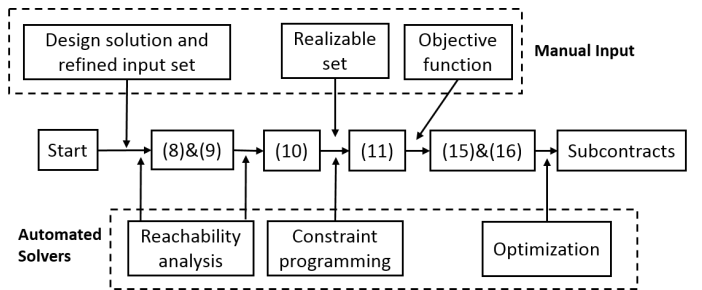 Design solution and
refined input set
Realizable
set
Objective
function
Manual Input
Start
(8)&(9)
(10)
(11)
(15)&(16)
Subcontracts
Automated
Solvers
Reachability
analysis
Constraint
programming
Optimization